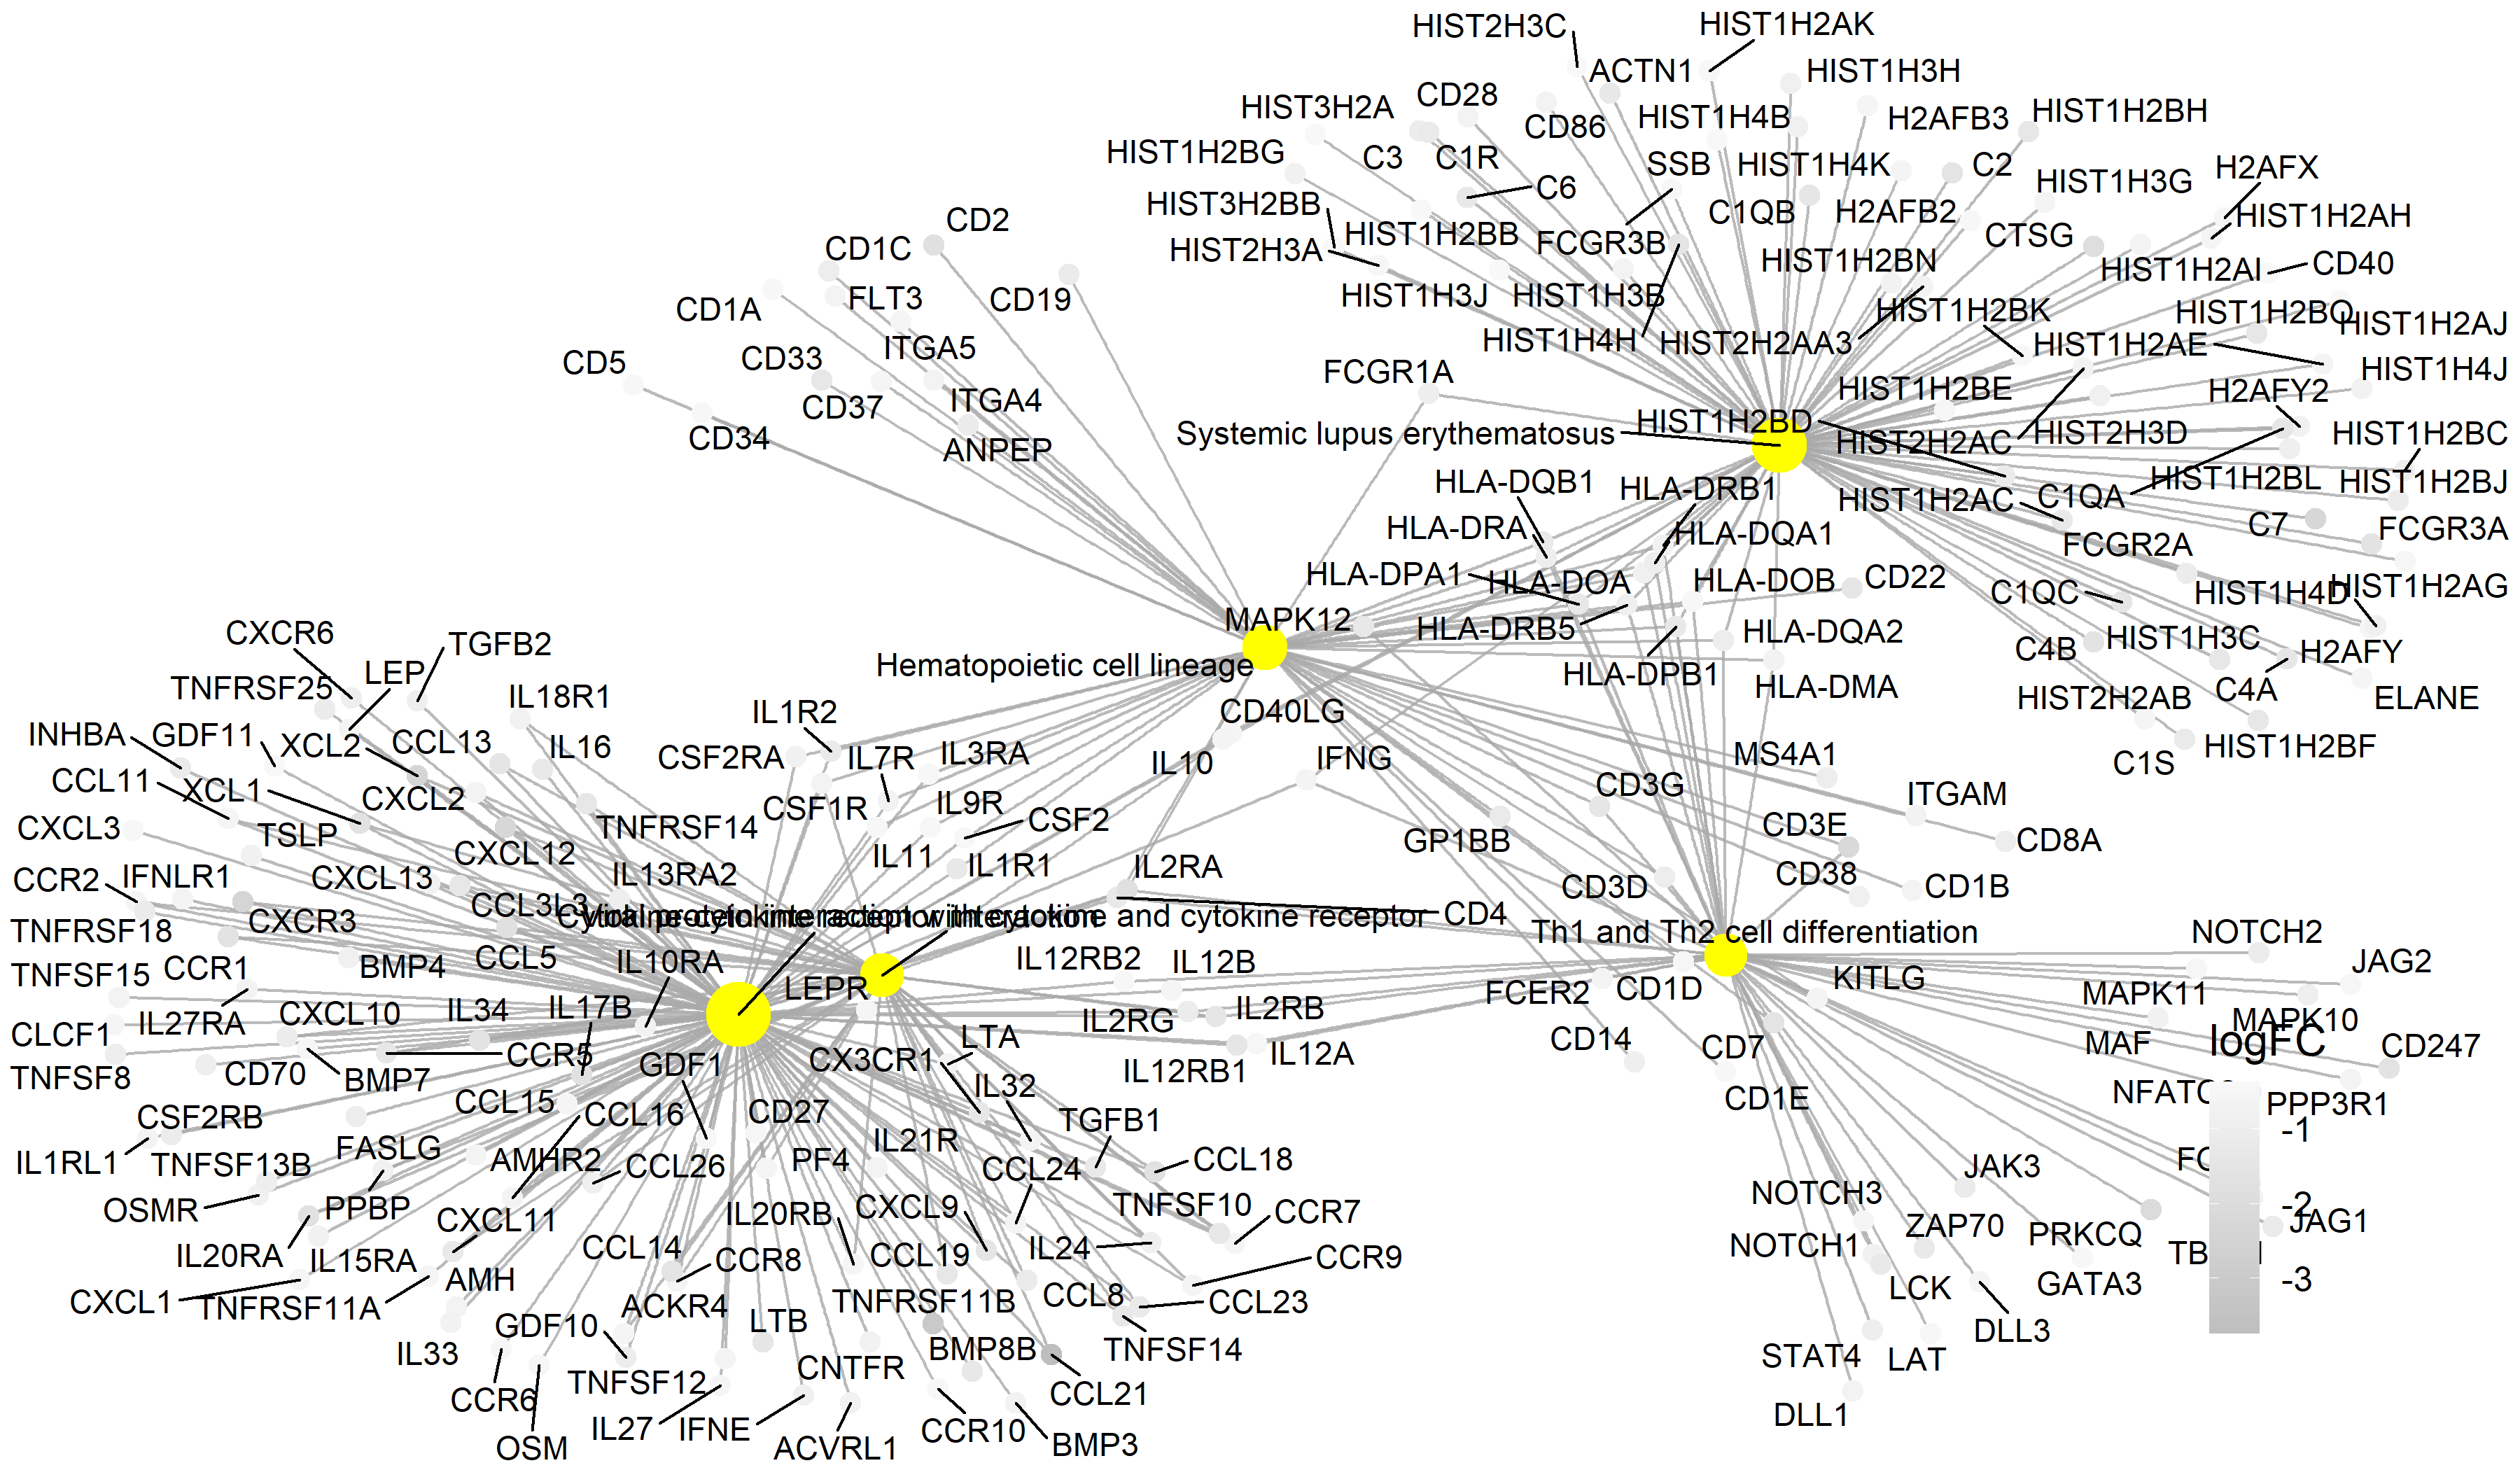 HIST2H3C
HIST1H2AK
ACTN1
HIST1H3H
HIST3H2A
CD28
CD86
HIST1H4B
H2AFB3
HIST1H2BH
HIST1H2BG
C3
C1R
SSB
HIST1H4K
C2
H2AFX
C6
HIST1H3G
HIST3H2BB
C1QB
H2AFB2
HIST1H2AH
CD2
HIST1H2BB
FCGR3B
CTSG
HIST2H3A
CD1C
HIST1H2BN
HIST1H2AI
CD40
CD19
FLT3
HIST1H3J
HIST1H3B
CD1A
HIST1H2BK
HIST1H2BO
HIST1H2AJ
HIST1H4H
HIST2H2AA3
HIST1H2AE
ITGA5
CD5
CD33
FCGR1A
HIST1H4J
HIST1H2BE
H2AFY2
CD37
ITGA4
HIST1H2BD
Systemic lupus erythematosus
HIST2H2AC
HIST2H3D
HIST1H2BC
CD34
ANPEP
HLA-DQB1
HLA-DRB1
HIST1H2BL
HIST1H2BJ
HIST1H2AC
C1QA
HLA-DRA
HLA-DQA1
C7
FCGR3A
FCGR2A
HLA-DPA1
HLA-DOA
HLA-DOB
CD22
C1QC
HIST1H4D
HIST1H2AG
MAPK12
HLA-DRB5
HLA-DQA2
HIST1H3C
CXCR6
TGFB2
C4B
H2AFY
Hematopoietic cell lineage
LEP
HLA-DPB1
HLA-DMA
TNFRSF25
IL18R1
C4A
HIST2H2AB
ELANE
IL1R2
CD40LG
INHBA
GDF11
XCL2
CCL13
IL16
CSF2RA
IL7R
IL3RA
IL10
IFNG
MS4A1
C1S
HIST1H2BF
CCL11
XCL1
CXCL2
CSF1R
IL9R
CD3G
ITGAM
CXCL3
TSLP
TNFRSF14
CSF2
CD3E
GP1BB
CD8A
CXCL12
IL11
IL1R1
IL2RA
CCR2
IFNLR1
CXCL13
IL13RA2
CD3D
CD38
CD1B
CXCR3
CCL3L3
CD4
TNFRSF18
Th1 and Th2 cell differentiation
NOTCH2
TNFSF15
CCR1
BMP4
CCL5
IL10RA
IL12RB2
IL12B
JAG2
LEPR
FCER2
CD1D
KITLG
MAPK11
CLCF1
IL27RA
CXCL10
IL34
IL17B
IL2RG
IL2RB
MAPK10
TNFSF8
CD70
BMP7
CCR5
GDF1
CX3CR1
LTA
IL12RB1
IL12A
CD14
CD7
MAF
logFC
CD247
IL32
CD1E
PPP3R1
CSF2RB
CCL15
CCL16
CD27
TGFB1
-1
IL1RL1
TNFSF13B
FASLG
AMHR2
CCL26
PF4
IL21R
CCL24
CCL18
JAK3
OSMR
PPBP
CXCL11
IL20RB
CXCL9
TNFSF10
CCR7
NOTCH3
-2
JAG1
IL20RA
IL15RA
CCL14
CCR8
CCL19
IL24
CCR9
NOTCH1
ZAP70
PRKCQ
GATA3
-3
CXCL1
TNFRSF11A
AMH
ACKR4
TNFRSF11B
CCL8
CCL23
LCK
GDF10
LTB
DLL3
IL33
BMP8B
TNFSF14
STAT4
LAT
CCR6
TNFSF12
CNTFR
CCL21
DLL1
OSM
IL27
IFNE
ACVRL1
CCR10
BMP3